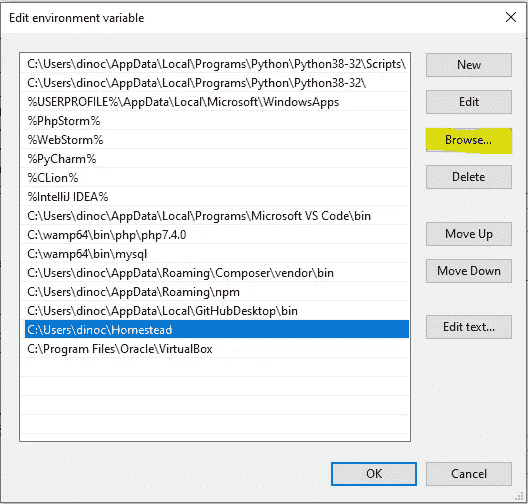 Edit environment variable
C:\Users\dinoc\AppData\Local\Programs\Python\Python38-32\Scripts\
C:\Users\dinoc\AppData\Local\Programs\Python\Python38-32\
%USERPROFILE%\AppData\Local\Microsoft\WindowsApps
%PhpStorm%
%WebStorm%
%PyCharm%
%CLion%
%IntelliJ IDEA%
C:\Users\dinoc\AppData\Local\Programs\Microsoft VS Code\bin
C:\wamp64\bin\php\php7.4.0
C:\wamp64\bin\mysql
C:\Users\dinoc\AppData\Roaming\Composer\vendor\bin
C:\Users\dinoc\AppData\Roaming\npm
C:\Users\dinoc\AppData\Local\GitHubDesktop\bin
C:\Users\dinoc\Homestead
C:\Program Files\Oracle\VirtualBox
New
Edit
Browse...
Delete
Move Up
Move Down
Edit text...
OK
Cancel